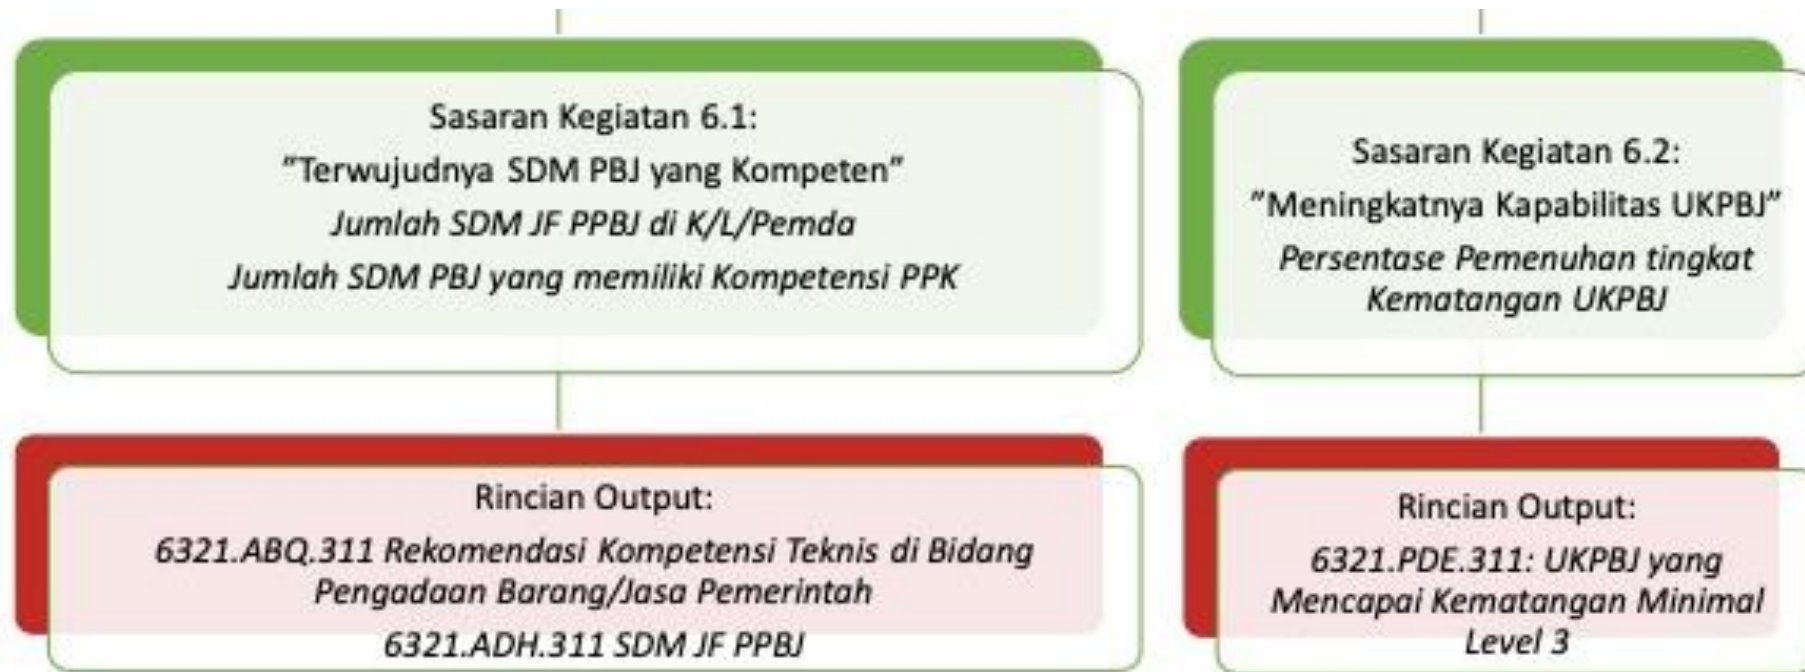 Sasaran Kegiatan 6.1:
"Terwujudnya SDM PBJ yang Kompeten"
Jumlah SDM JF PPBJ di K/L/Pemda
Jumlah SDM PBJ yang memiliki Kompetensi PPK
Sasaran Kegiatan 6.2:
"Meningkatnya Kapabilitas UKPBJ"
Persentase Pemenuhan tingkat
Kematangan UKPBJ
Rincian Output:
6321.ABQ.311 Rekomendasi Kompetensi Teknis di Bidang
Pengadaan Barang/Jasa Pemerintah
6321.ADH.311 SDM JF PPBJ
Rincian Output:
6321.PDE.311: UKPBJ yang
Mencapai Kematangan Minimal
Level 3